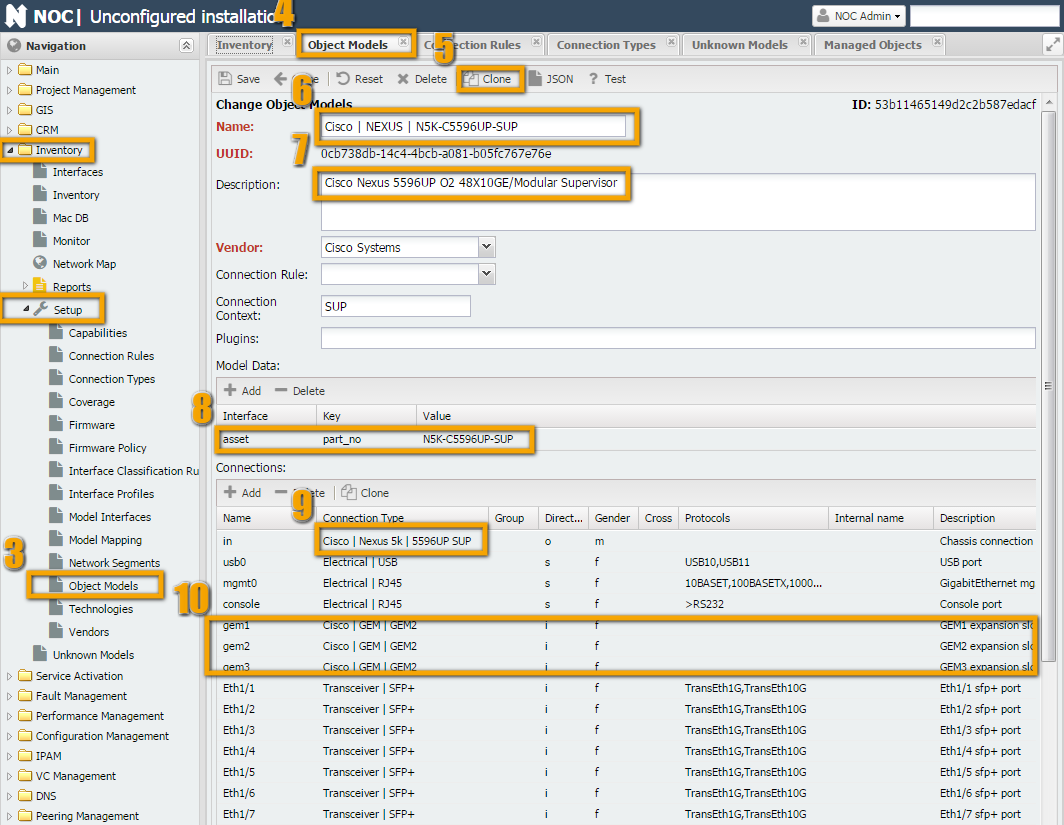 NOC| Unconfigured installatio
4
NOC Admin
Navigation
Inventory
Object Models
Connection Types
Unknown Models
Managed Objects
5
Main
Project Management
GIS
CRM
Inventory
Interfaces
Inventory
Mac DB
Monitor
Network Map
Reports
Setup
Capabilities
Connection Rules
Connection Types
Coverage
Firmware
Firmware Policy
Interface Classification Ru
Interface Profiles
Model Interfaces
Model Mapping
Network Segments
3
Object Models
Technologies
Vendors
Unknown Models
Service Activation
Fault Management
Performance Management
Configuration Management
IPAM
VC Management
DNS
Peering Management
Save
Reset
Delete
Clone
JSON
? Test
6
Change Object Models
ID: 53b11465149d2c2b587edacf
Name: Cisco | NEXUS | N5K-C5596UP-SUP
7
UUID: 0cb738db-14c4-4bcb-a081-b05fc767e76e
Description: Cisco Nexus 5596UP O2 48X10GE/Modular Supervisor
Vendor: Cisco Systems
Connection Rule:
Connection Context: SUP
Plugins:
Model Data:
Add Delete
8
Interface Key Value
asset part_no N5K-C5596UP-SUP
Connections:
Add Clone
9
Name Connection Type Group Direct... Gender Cross Protocols Internal name Description
in Cisco | Nexus 5k | 5596UP SUP o m Chassis connection
usb0 Electrical | USB s f USB10,USB11 USB port
mgmt0 Electrical | RJ45 s f 10BASET,100BASETX,1000... GigabitEthernet mg
console Electrical | RJ45 s f >RS232 Console port
10
gem1 Cisco | GEM | GEM2 i f GEM1 expansion slo
gem2 Cisco | GEM | GEM2 i f GEM2 expansion slo
gem3 Cisco | GEM | GEM2 i f GEM3 expansion slo
Eth1/1 Transceiver | SFP+ i f TransEth1G,TransEth10G Eth1/1 sfp+ port
Eth1/2 Transceiver | SFP+ i f TransEth1G,TransEth10G Eth1/2 sfp+ port
Eth1/3 Transceiver | SFP+ i f TransEth1G,TransEth10G Eth1/3 sfp+ port
Eth1/4 Transceiver | SFP+ i f TransEth1G,TransEth10G Eth1/4 sfp+ port
Eth1/5 Transceiver | SFP+ i f TransEth1G,TransEth10G Eth1/5 sfp+ port
Eth1/6 Transceiver | SFP+ i f TransEth1G,TransEth10G Eth1/6 sfp+ port
Eth1/7 Transceiver | SFP+ i f TransEth1G,TransEth10G Eth1/7 sfp+ port